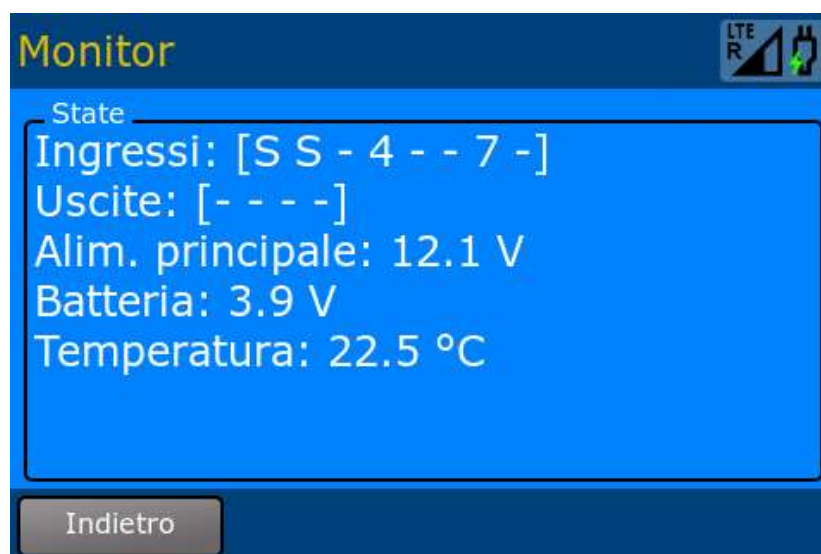 Monitor
LTE
R
State
Ingressi: [S S - 4 - - 7 -]
Uscite: [- - - -]
Alim. principale: 12.1 V
Batteria: 3.9 V
Temperatura: 22.5 °C
Indietro